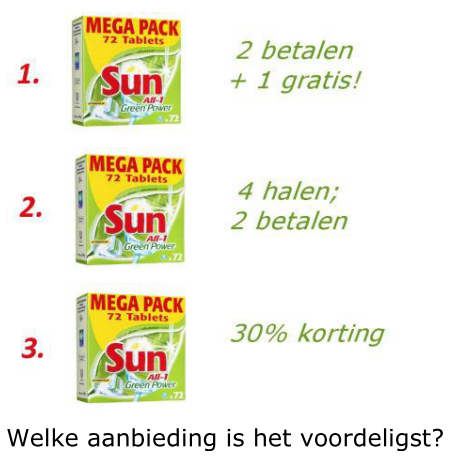 MEGA PACK
72 Tablets
Sun
All-1
Green Power
72
1.
2 betalen
+ 1 gratis!
MEGA PACK
72 Tablets
Sun
All-1
Green Power
72
2.
4 halen;
2 betalen
MEGA PACK
72 Tablets
Sun
All-1
Green Power
72
3.
30% korting
Welke aanbieding is het voordeligst?